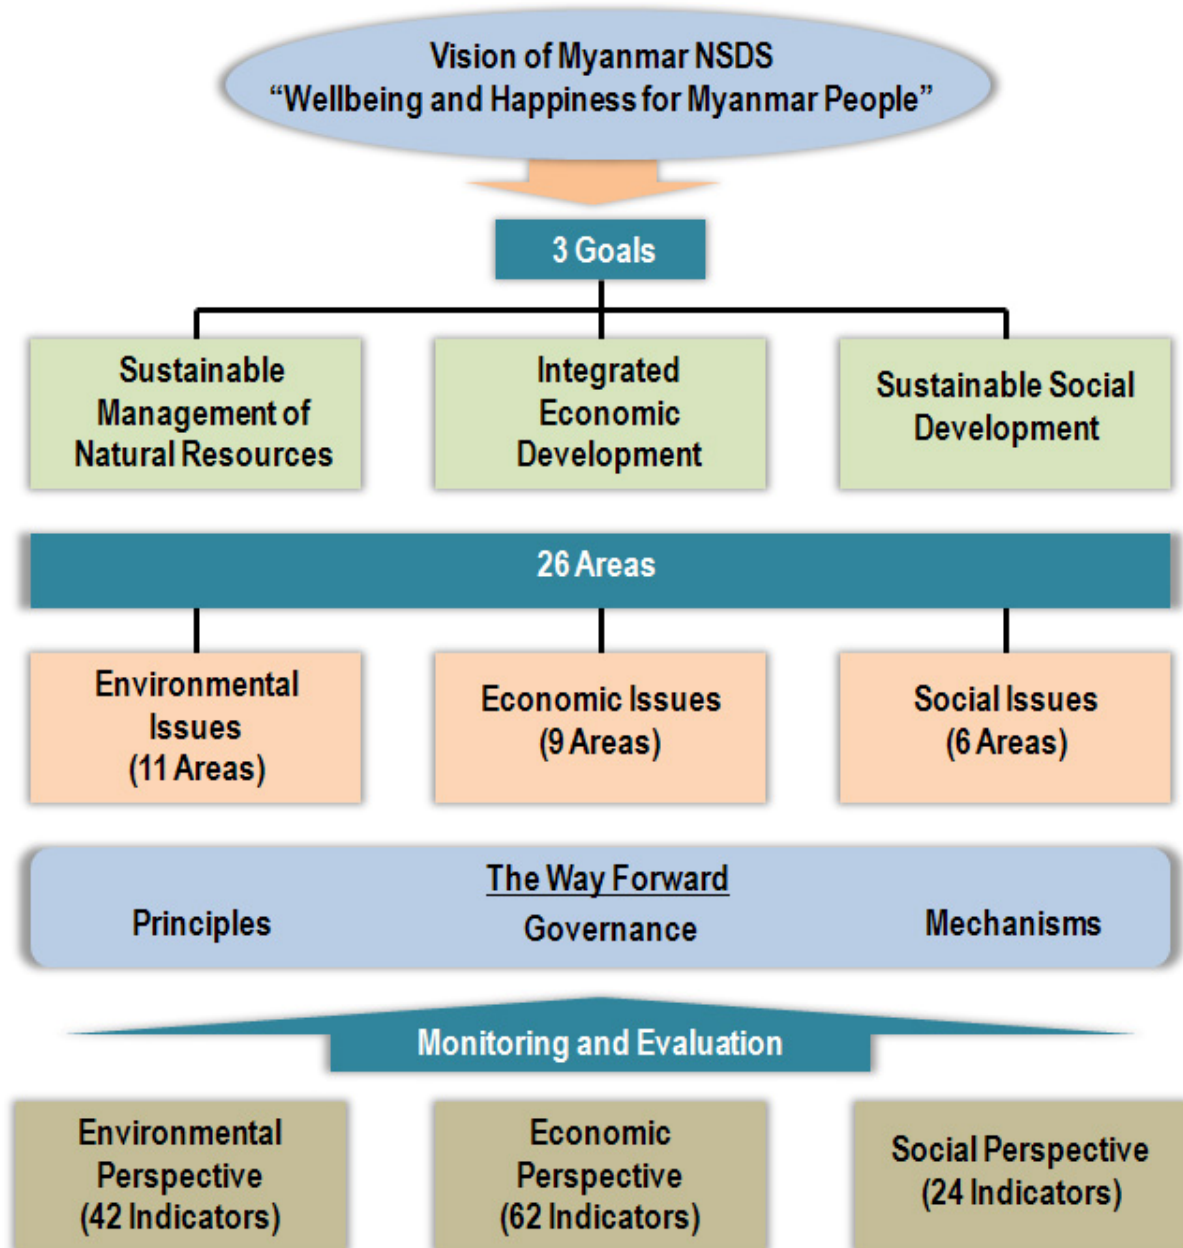 Vision of Myanmar NSDS
“Wellbeing and Happiness for Myanmar People”
3 Goals
Sustainable
Management of
Natural Resources
Integrated
Economic
Development
Sustainable Social
Development
26 Areas
Environmental
Issues
(11 Areas)
Economic Issues
(9 Areas)
Social Issues
(6 Areas)
The Way Forward
Principles
Governance
Mechanisms
Monitoring and Evaluation
Environmental
Perspective
(42 Indicators)
Economic
Perspective
(62 Indicators)
Social Perspective
(24 Indicators)